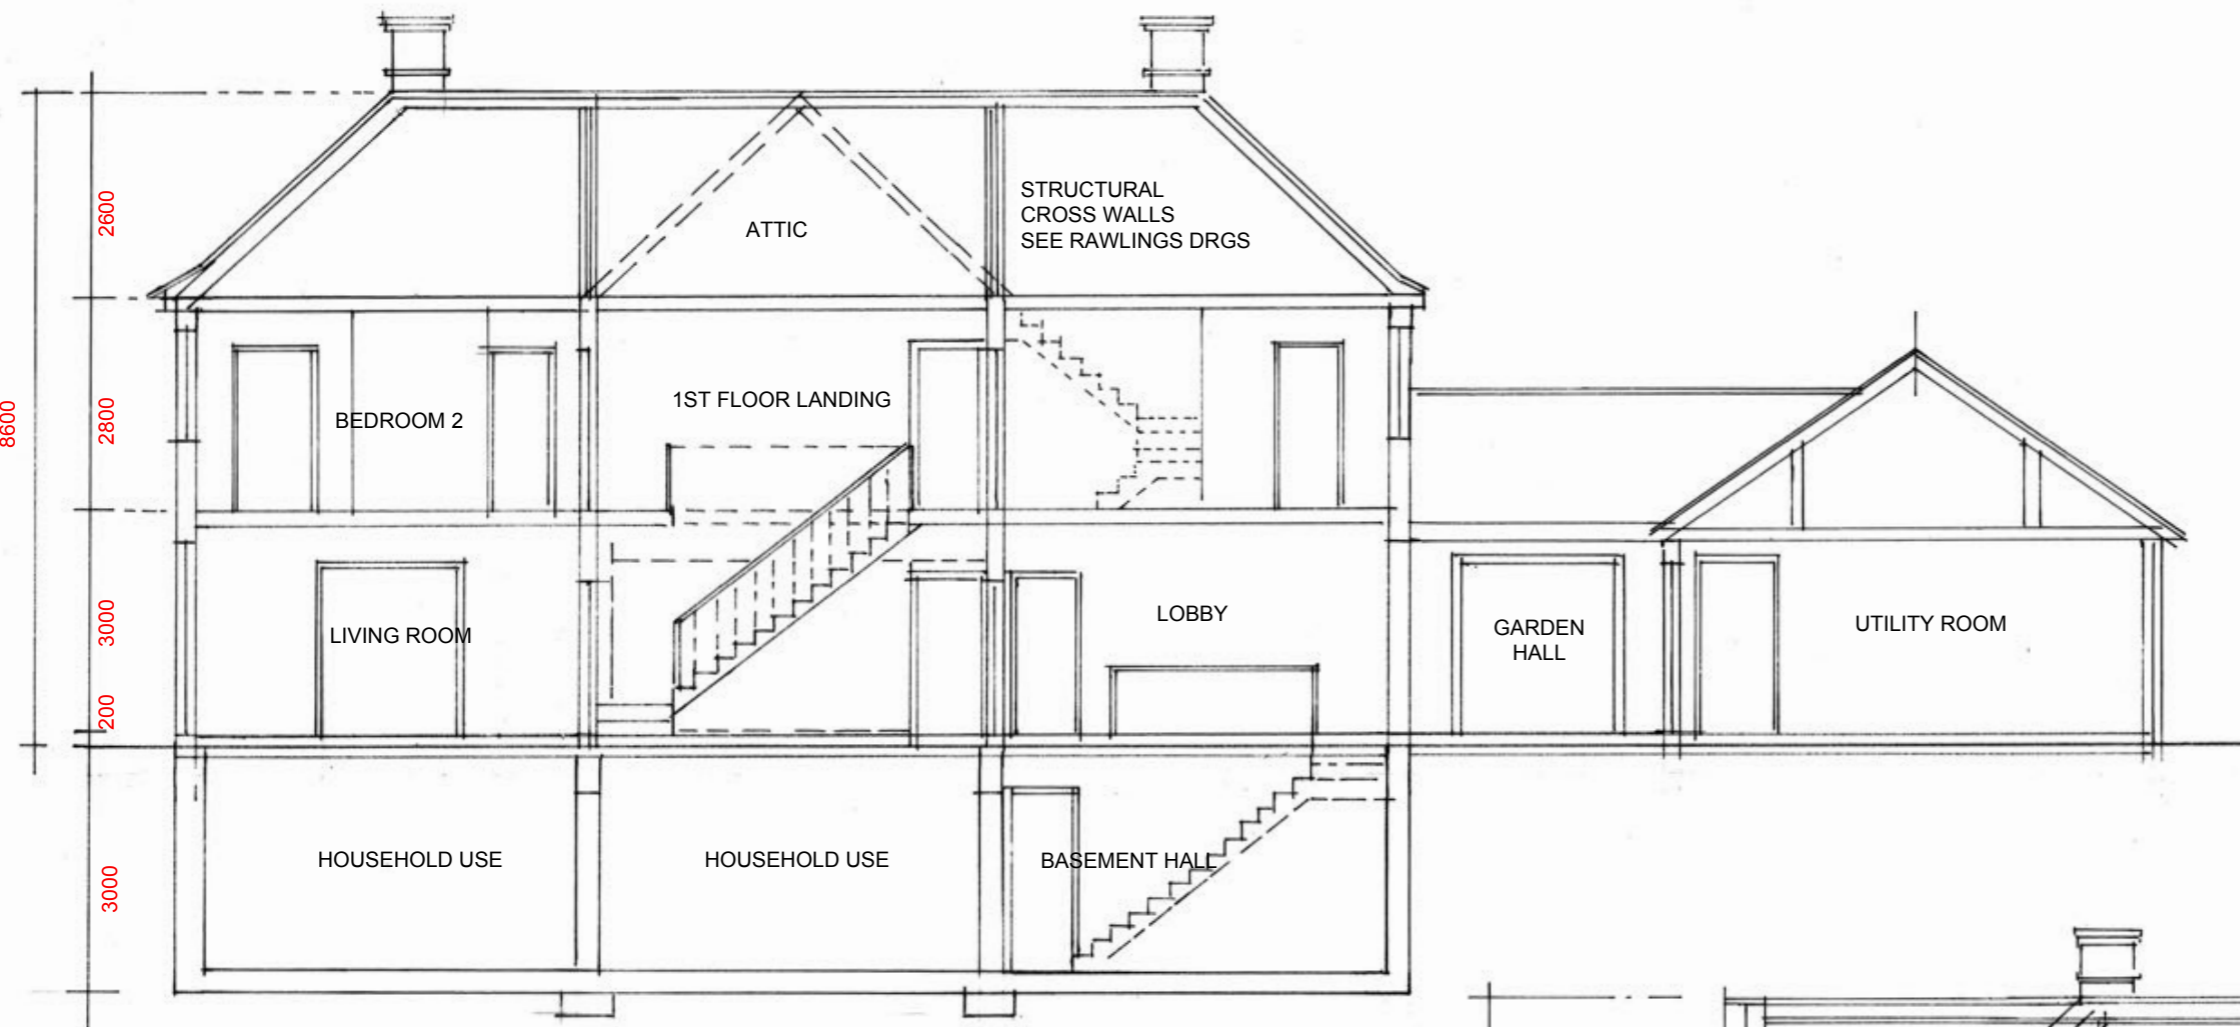 STRUCTURAL
CROSS WALLS
SEE RAWLINGS DRGS
2600
ATTIC
8600
2800
BEDROOM 2
1ST FLOOR LANDING
3000
LIVING ROOM
LOBBY
GARDEN
HALL
UTILITY ROOM
200
3000
HOUSEHOLD USE
HOUSEHOLD USE
BASEMENT HALL